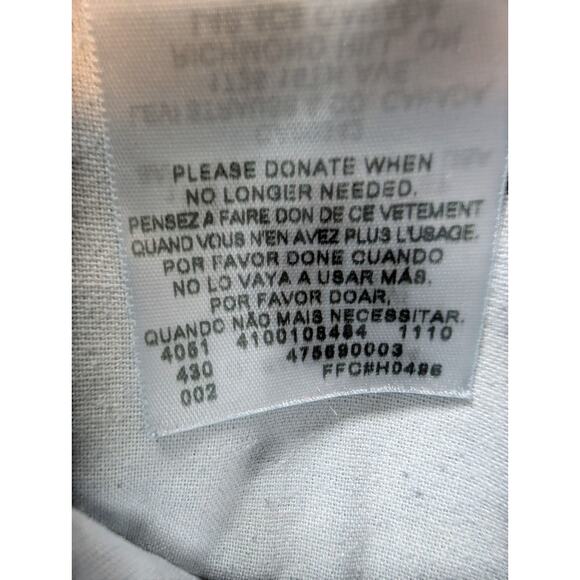 PLEASE DONATE WHEN
NO LONGER NEEDED.
PENSEZ A FAIRE DON DE CE VETEMENT
QUAND VOUS N'EN AVEZ PLUS L'USAGE.
POR FAVOR DONE CUANDO
NO LO VAYA A USAR MÁS.
POR FAVOR DOAR,
QUANDO NÃO MAIS NECESSITAR.
4051 4100108484 1110
430 475690003
002 FFC#H0496